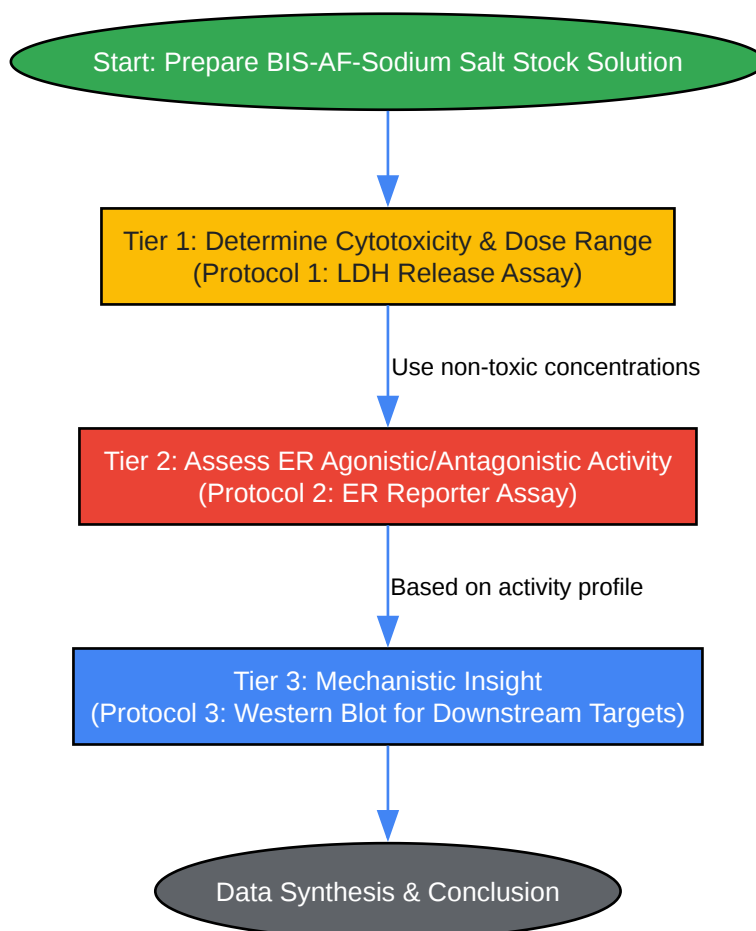 Start: Prepare BIS-AF-Sodium Salt Stock Solution
Tier 1: Determine Cytotoxicity & Dose Range
(Protocol 1: LDH Release Assay)
Use non-toxic concentrations
Tier 2: Assess ER Agonistic/Antagonistic Activity
(Protocol 2: ER Reporter Assay)
Based on activity profile
Tier 3: Mechanistic Insight
(Protocol 3: Western Blot for Downstream Targets)
Data Synthesis & Conclusion